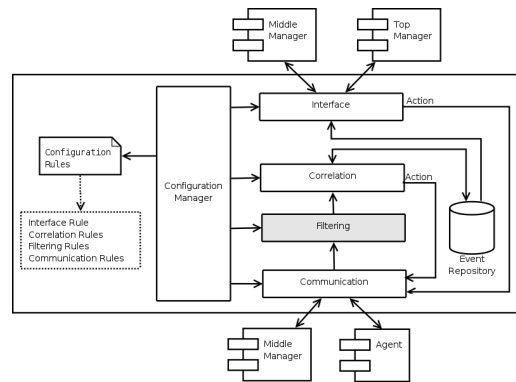 Middle
Manager
Top
Manager
Interface
Action
Configuration
Rules
Configuration
Manager
Correlation
Action
Interface Rule
Correlation Rules
Filtering Rules
Communication Rules
Filtering
Event
Repository
Communication
Middle
Manager
Agent